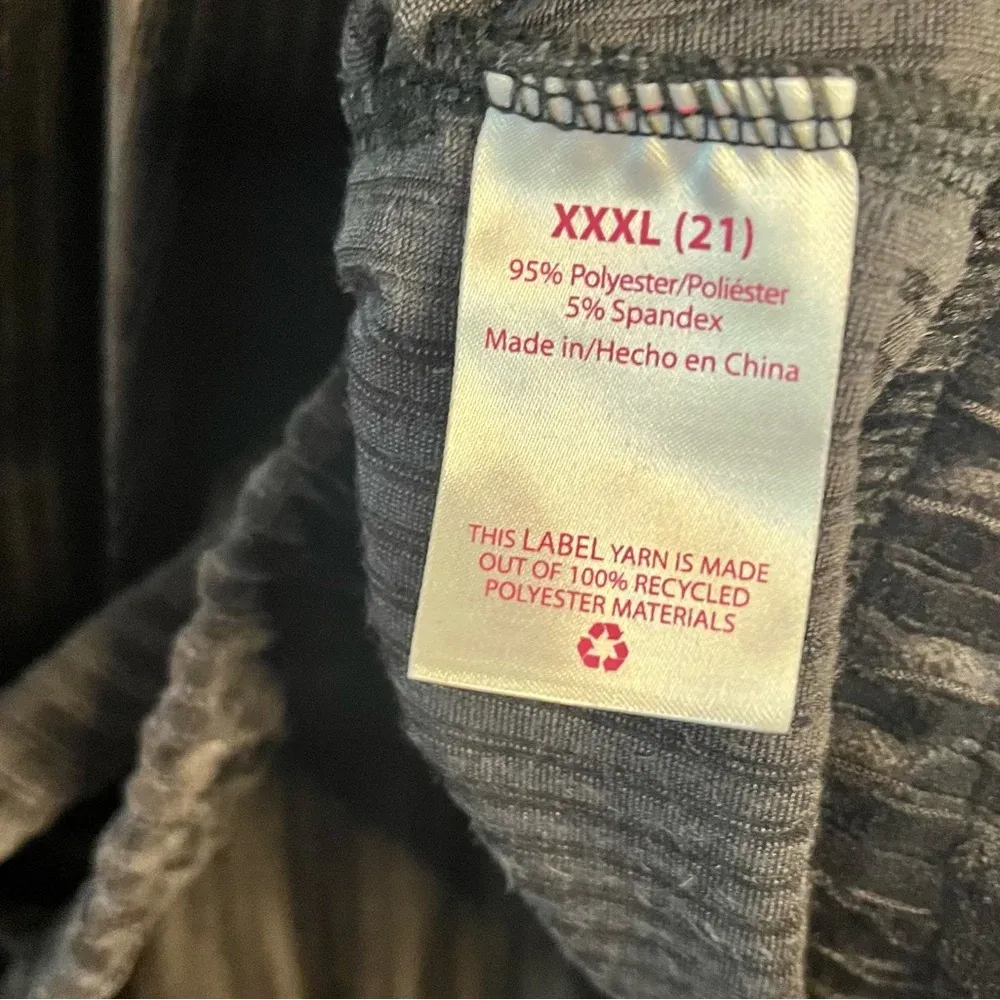 XXXL (21)
95% Polyester/Poliéster
5% Spandex
Made in/Hecho en China
THIS LABEL YARN IS MADE
OUT OF 100% RECYCLED
POLYESTER MATERIALS